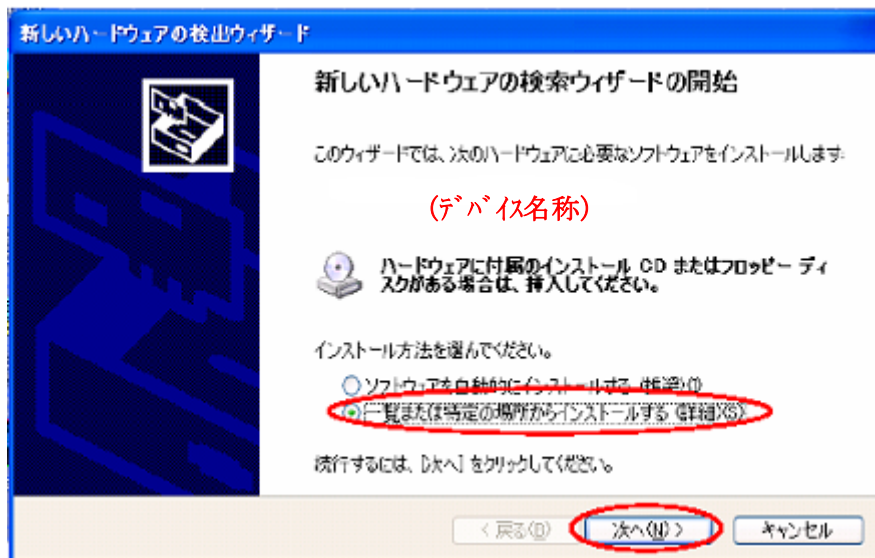 新しいハードウェアの検出ウィザード
新しいハードウェアの検索ウィザードの開始
このウィザードでは、次のハードウェアに必要なソフトウェアをインストールします:
(デバイス名称)
ハードウェアに付属のインストール CD またはフロッピー ディ
スクがある場合は、挿入してください。
インストール方法を選んでください。
ソフトウェアを自動的にインストールする (推奨)(I)
一覧または特定の場所からインストールする (詳細)(S)
続行するには、[次へ] をクリックしてください。
< 戻る(B)
次へ(N) >
キャンセル